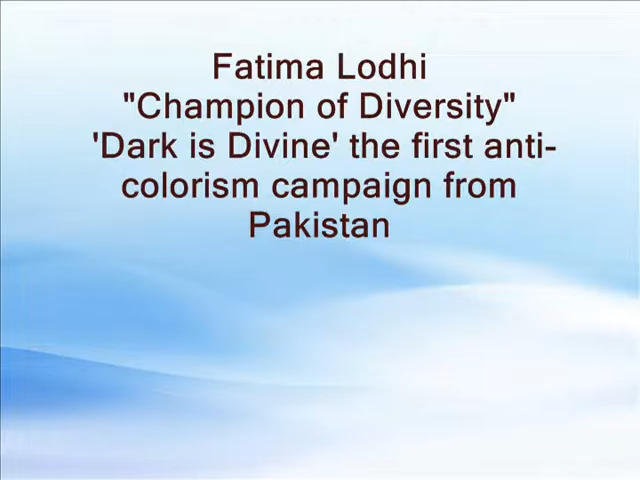 Fatima Lodhi
"Champion of Diversity"
'Dark is Divine' the first anti-
colorism campaign from
Pakistan